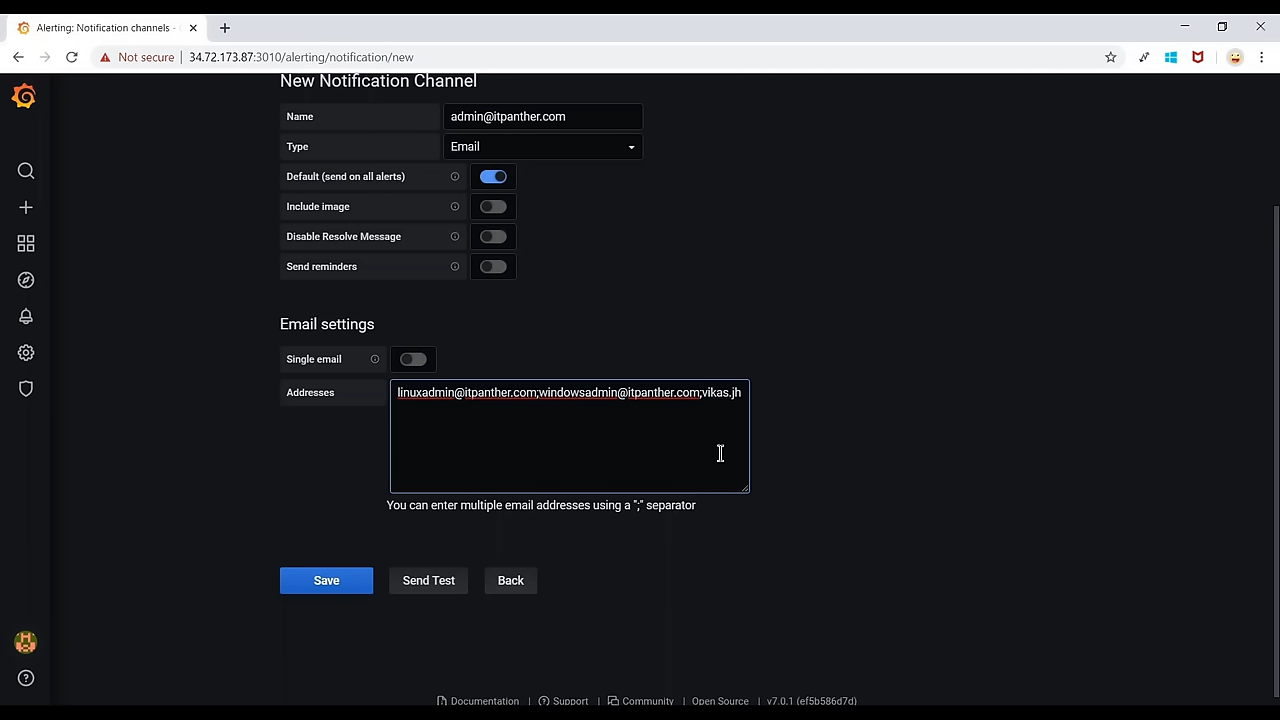 Alerting: Notification channels -
Not secure
34.72.173.87:3010/alerting/notification/new
New Notification Channel
Name
admin@itpanther.com
Type
Email
Default (send on all alerts)
Include image
Disable Resolve Message
Send reminders
Email settings
Single email
Addresses
linuxadmin@itpanther.com;windowsadmin@itpanther.com;vikas.jh
You can enter multiple email addresses using a ";" separator
Save
Send Test
Back
Documentation | Support | Community | Open Source | v7.0.1 (ef5b586d7d)